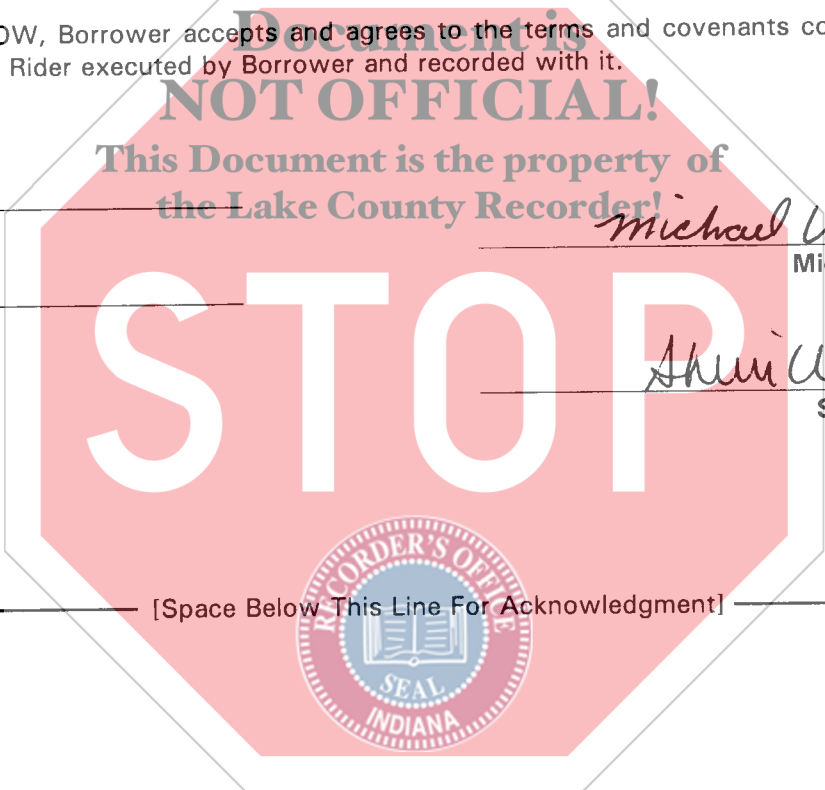 OW, Borrower accepts and agrees to the terms and covenants co
Document is
Rider executed by Borrower and recorded with it.
NOT OFFICIAL!
This Document is the property of
the Lake County Recorder!
Michael
Mi
STOP
Sheri
S
RECORDER'S OFFICE
[Space Below This Line For Acknowledgment]
SEAL
INDIANA